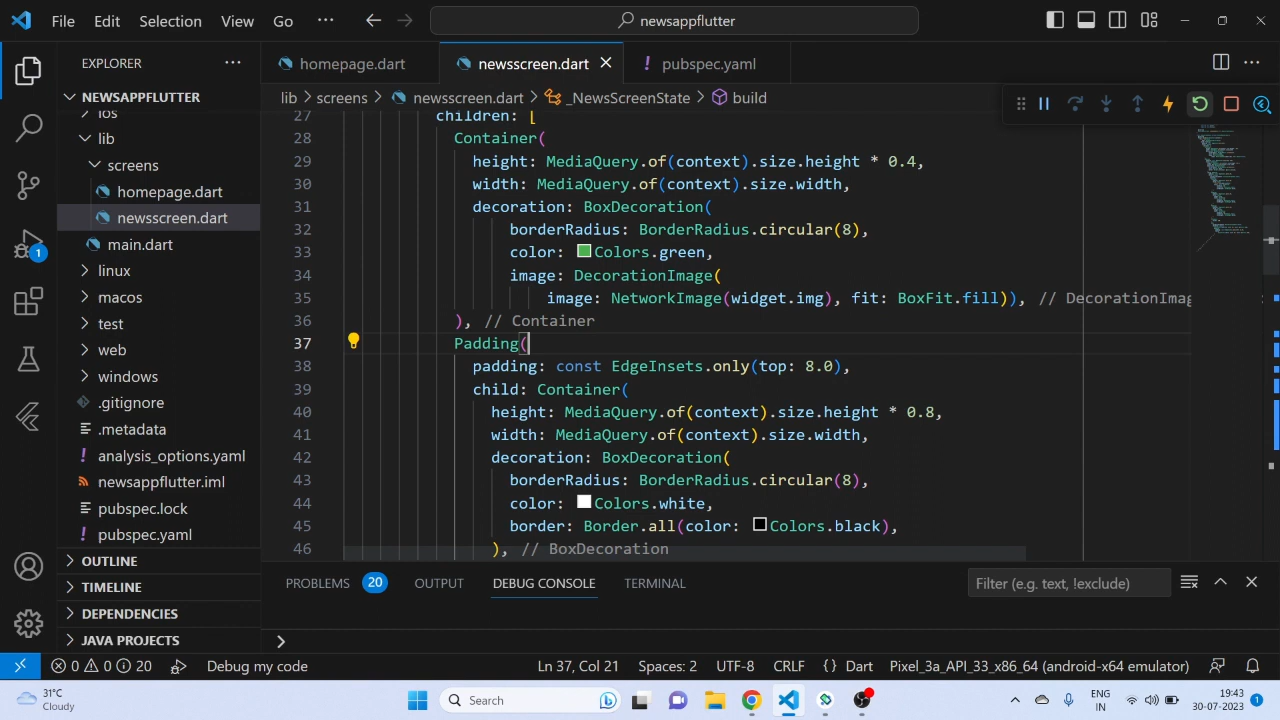 File Edit Selection View Go ··· newsappflutter
EXPLORER ···
NEWSAPPFLUTTER
ios
lib
screens
homepage.dart
newsscreen.dart
main.dart
linux
macos
test
web
windows
.gitignore
.metadata
analysis_options.yaml
newsappflutter.iml
pubspec.lock
pubspec.yaml
OUTLINE
TIMELINE
DEPENDENCIES
JAVA PROJECTS
1
homepage.dart newsscreen.dart pubspec.yaml
lib > screens > newsscreen.dart > _NewsScreenState > build
27 children: [
28 Container(
29 height: MediaQuery.of(context).size.height * 0.4,
30 width: MediaQuery.of(context).size.width,
31 decoration: BoxDecoration(
32 borderRadius: BorderRadius.circular(8),
33 color: Colors.green,
34 image: DecorationImage(
35 image: NetworkImage(widget.img), fit: BoxFit.fill)), // DecorationImag
36 ), // Container
37 Padding(
38 padding: const EdgeInsets.only(top: 8.0),
39 child: Container(
40 height: MediaQuery.of(context).size.height * 0.8,
41 width: MediaQuery.of(context).size.width,
42 decoration: BoxDecoration(
43 borderRadius: BorderRadius.circular(8),
44 color: Colors.white,
45 border: Border.all(color: Colors.black),
46 ), // BoxDecoration
PROBLEMS 20 OUTPUT DEBUG CONSOLE TERMINAL Filter (e.g. text, !exclude)
0 0 20 Debug my code Ln 37, Col 21 Spaces: 2 UTF-8 CRLF {} Dart Pixel_3a_API_33_x86_64 (android-x64 emulator)
31°C
Cloudy
Search
ENG
IN
19:43
30-07-2023
1